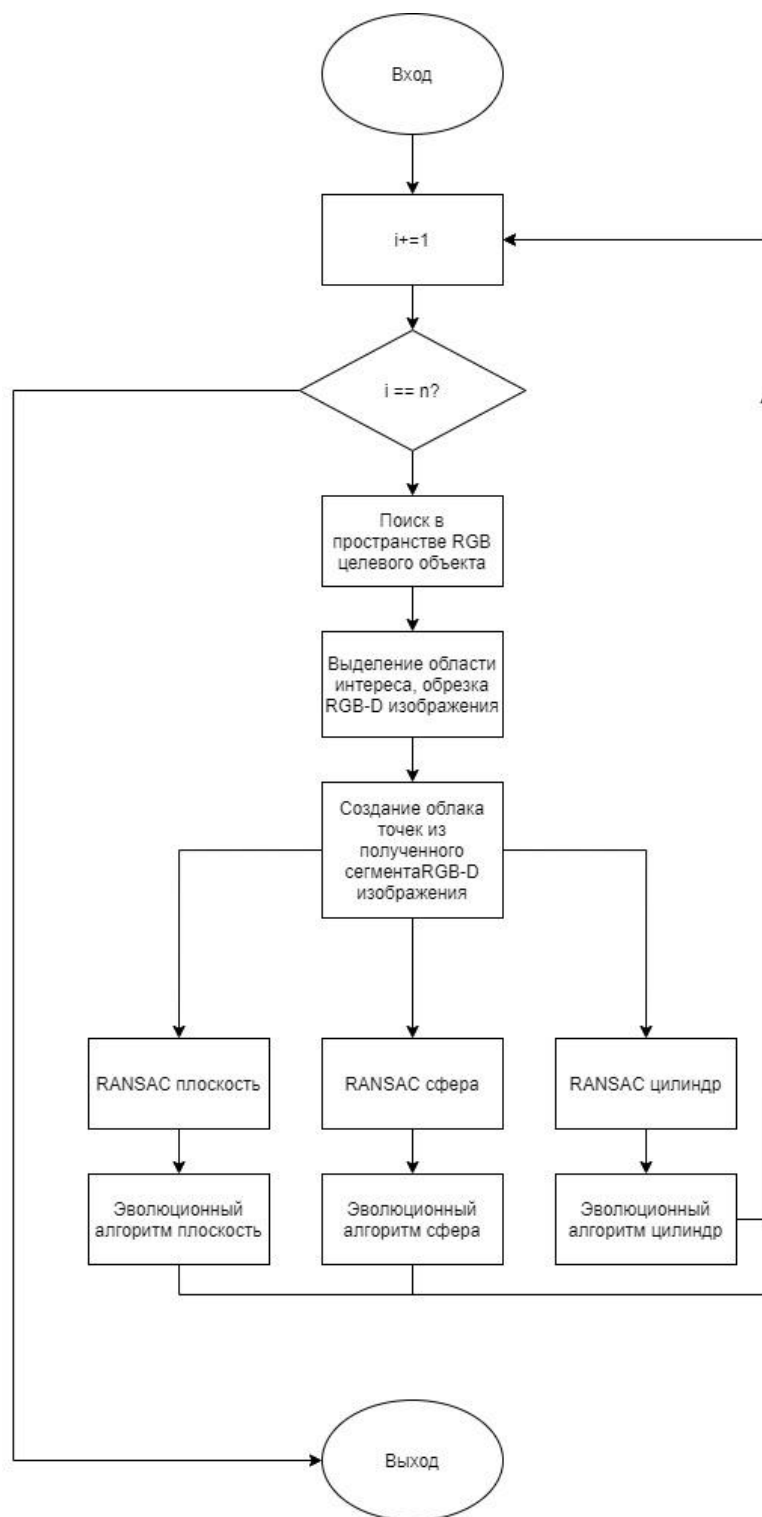 Вход
i+=1
i == n?
Поиск в
пространстве RGB
целевого объекта
Выделение области
интереса, обрезка
RGB-D изображения
Создание облака
точек из
полученного
сегментаRGB-D
изображения
RANSAC плоскость
RANSAC сфера
RANSAC цилиндр
Эволюционный
алгоритм плоскость
Эволюционный
алгоритм сфера
Эволюционный
алгоритм цилиндр
Выход